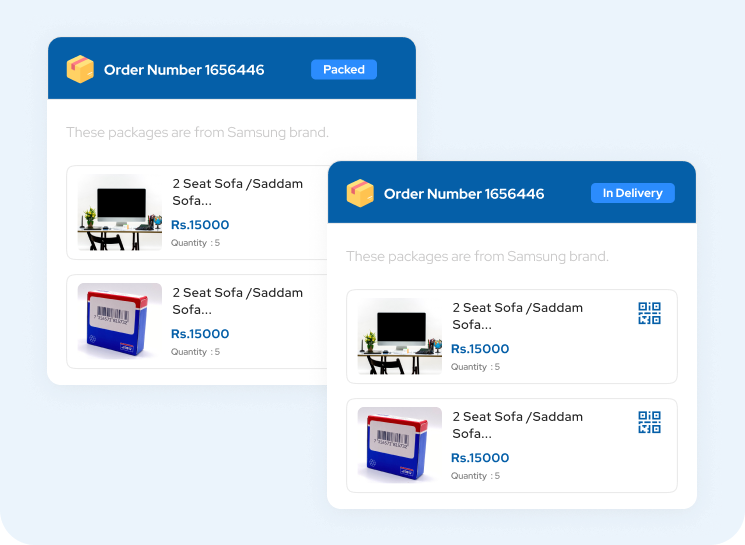 Order Number 1656446
Packed
These packages are from Samsung brand.
2 Seat Sofa /Saddam
Sofa...
Rs.15000
Quantity : 5
2 Seat Sofa /Saddam
Sofa...
Rs.15000
Quantity : 5
Order Number 1656446
In Delivery
These packages are from Samsung brand.
2 Seat Sofa /Saddam
Sofa...
Rs.15000
Quantity : 5
2 Seat Sofa /Saddam
Sofa...
Rs.15000
Quantity : 5